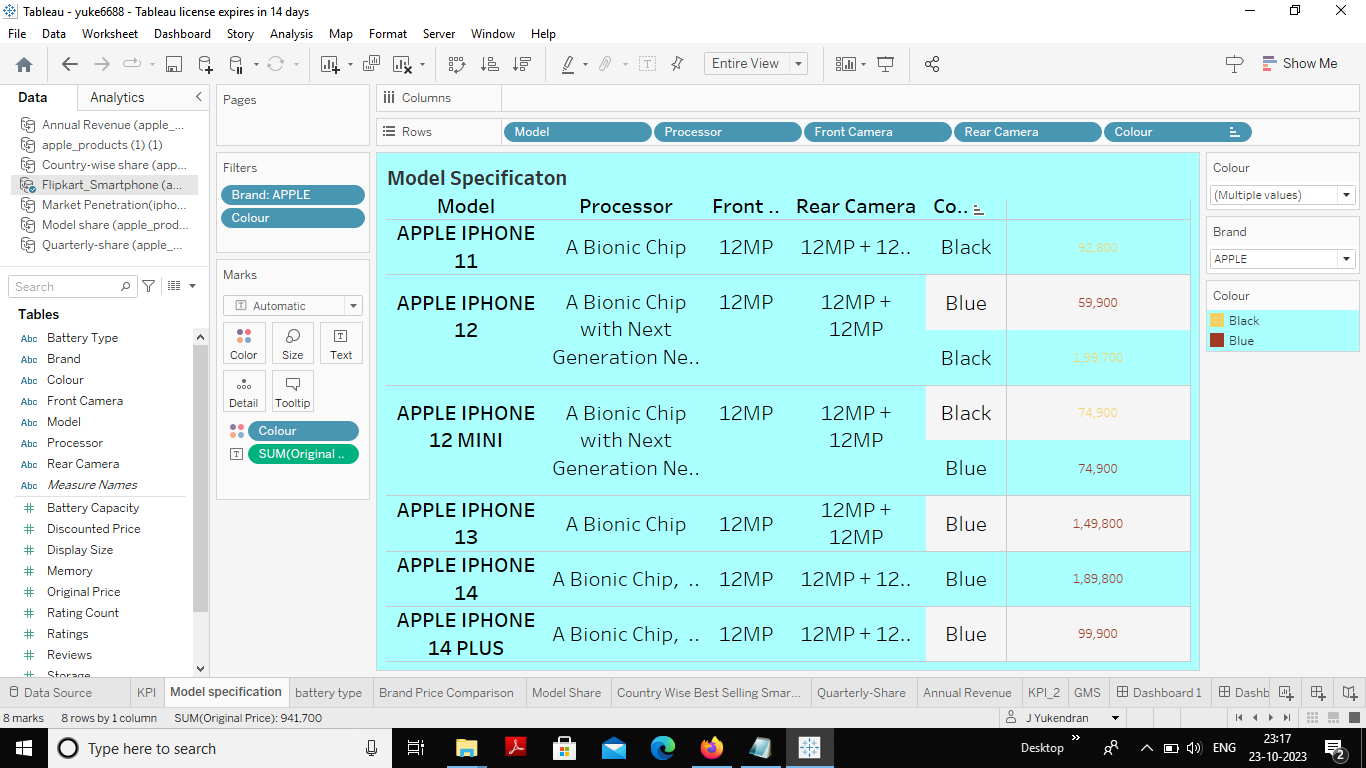 Tableau - yuke6688 - Tableau license expires in 14 days
File Data Worksheet Dashboard Story Analysis Map Format Server Window Help
Entire View
Show Me
Data Analytics
Annual Revenue (apple_...
apple_products (1) (1)
Country-wise share (app...
Flipkart_Smartphone (a...
Market Penetration(ipho...
Model share (apple_prod...
Quarterly-share (apple_...
Search
Tables
Abc Battery Type
Abc Brand
Abc Colour
Abc Front Camera
Abc Model
Abc Processor
Abc Rear Camera
Abc Measure Names
# Battery Capacity
# Discounted Price
# Display Size
# Memory
# Original Price
# Rating Count
# Ratings
# Reviews
Storage
Pages
Filters
Brand: APPLE
Colour
Marks
T Automatic
Color Size Text
Detail Tooltip
Colour
T SUM(Original ..
Columns
Rows Model Processor Front Camera Rear Camera Colour
Model Specificaton
Model Processor Front .. Rear Camera Co..
APPLE IPHONE
11
A Bionic Chip 12MP 12MP + 12.. Black 92,800
APPLE IPHONE
12
A Bionic Chip
with Next
Generation Ne..
12MP
12MP +
12MP
Blue 59,900
Black 1,99,700
APPLE IPHONE
12 MINI
A Bionic Chip
with Next
Generation Ne..
12MP
12MP +
12MP
Black 74,900
Blue 74,900
APPLE IPHONE
13
A Bionic Chip 12MP
12MP +
12MP
Blue 1,49,800
APPLE IPHONE
14
A Bionic Chip, .. 12MP 12MP + 12.. Blue 1,89,800
APPLE IPHONE
14 PLUS
A Bionic Chip, .. 12MP 12MP + 12.. Blue 99,900
Colour
(Multiple values)
Brand
APPLE
Colour
Black
Blue
Data Source KPI Model specification battery type Brand Price Comparison Model Share Country Wise Best Selling Smar... Quarterly-Share Annual Revenue KPI_2 GMS Dashboard 1 Dashb
8 marks 8 rows by 1 column SUM(Original Price): 941,700 J Yukendran
Type here to search
Desktop
ENG
23:17
23-10-2023
2